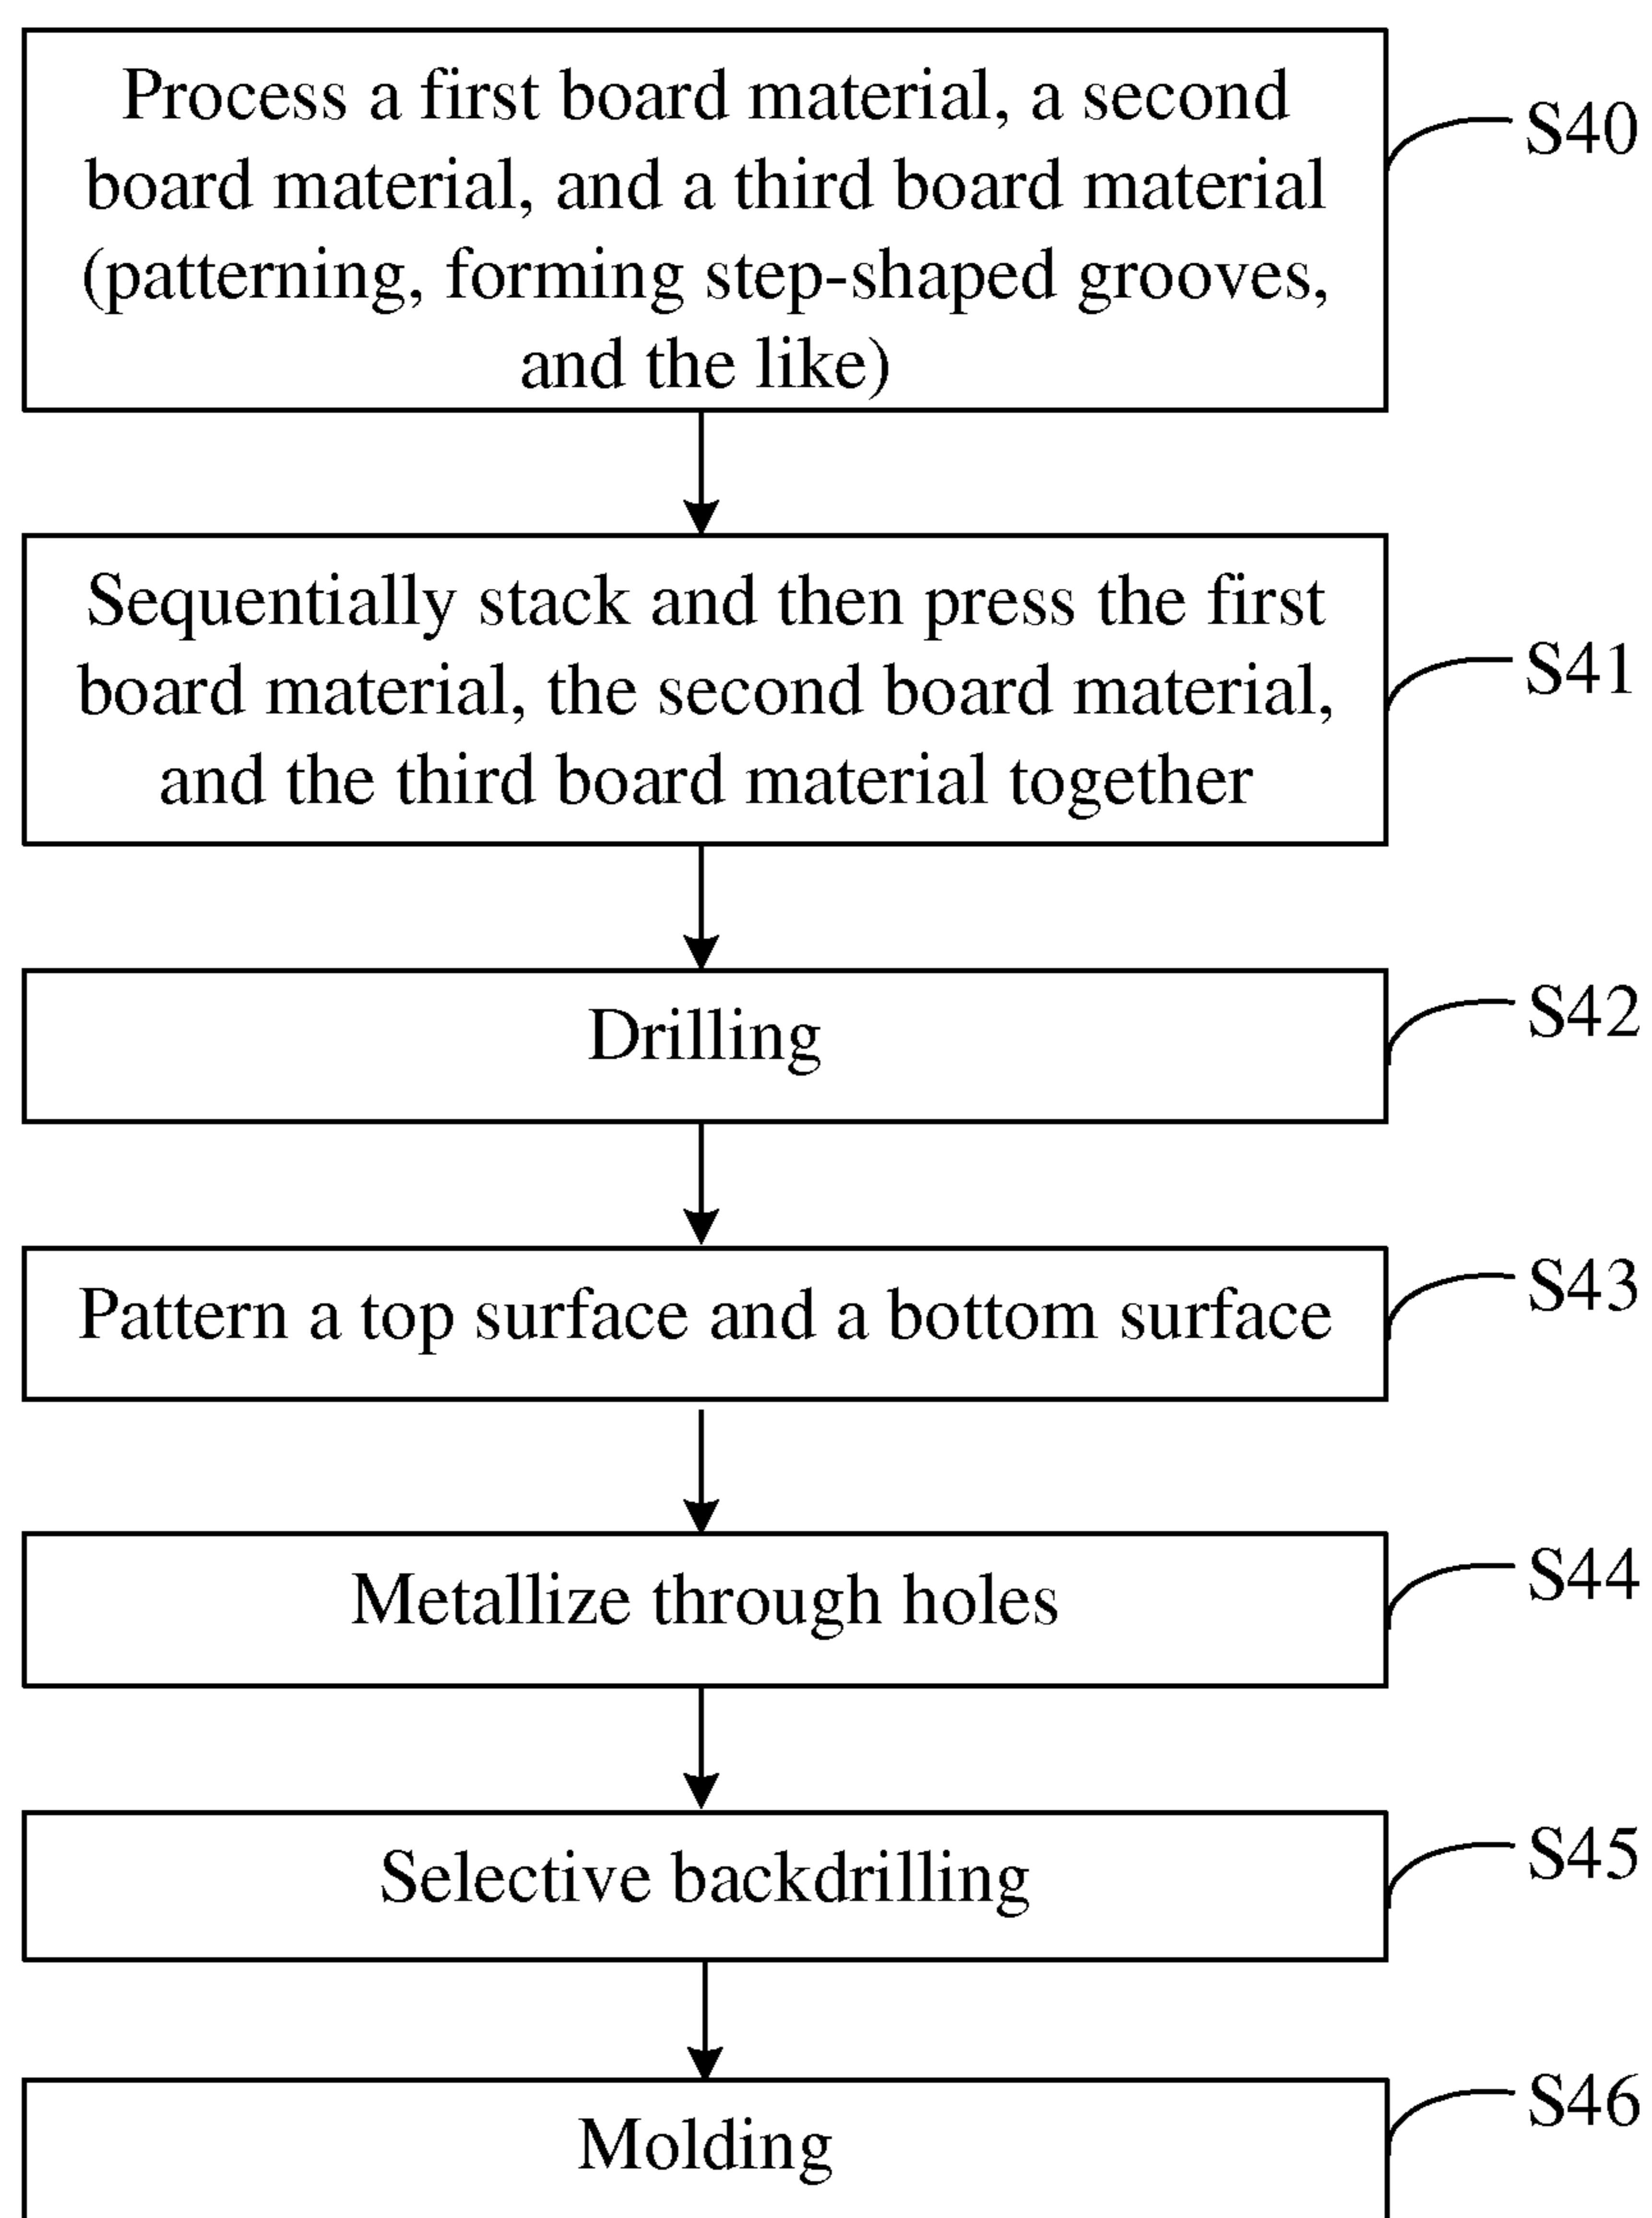 Process a first board material, a second
board material, and a third board material
(patterning, forming step-shaped grooves,
and the like)
S40
Sequentially stack and then press the first
board material, the second board material,
and the third board material together
S41
Drilling
S42
Pattern a top surface and a bottom surface
S43
Metallize through holes
S44
Selective backdrilling
S45
Molding
S46